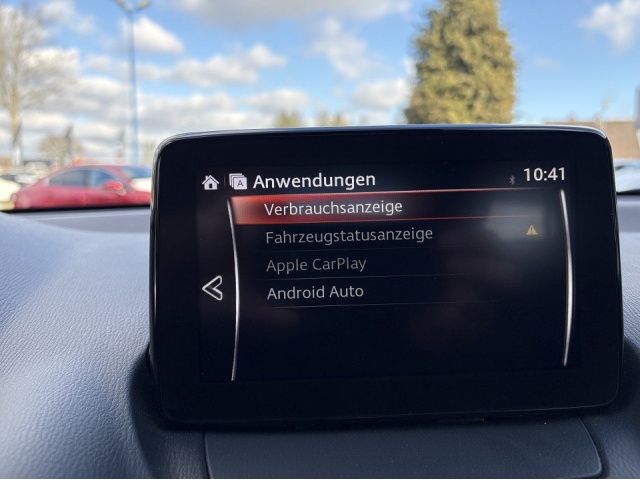 A Anwendungen 10:41
Verbrauchsanzeige
Fahrzeugstatusanzeige
Apple CarPlay
Android Auto